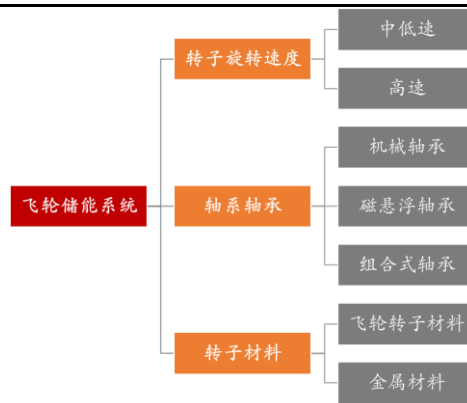 飞轮储能系统
转子旋转速度
中低速
高速
轴系轴承
机械轴承
磁悬浮轴承
组合式轴承
转子材料
飞轮转子材料
金属材料